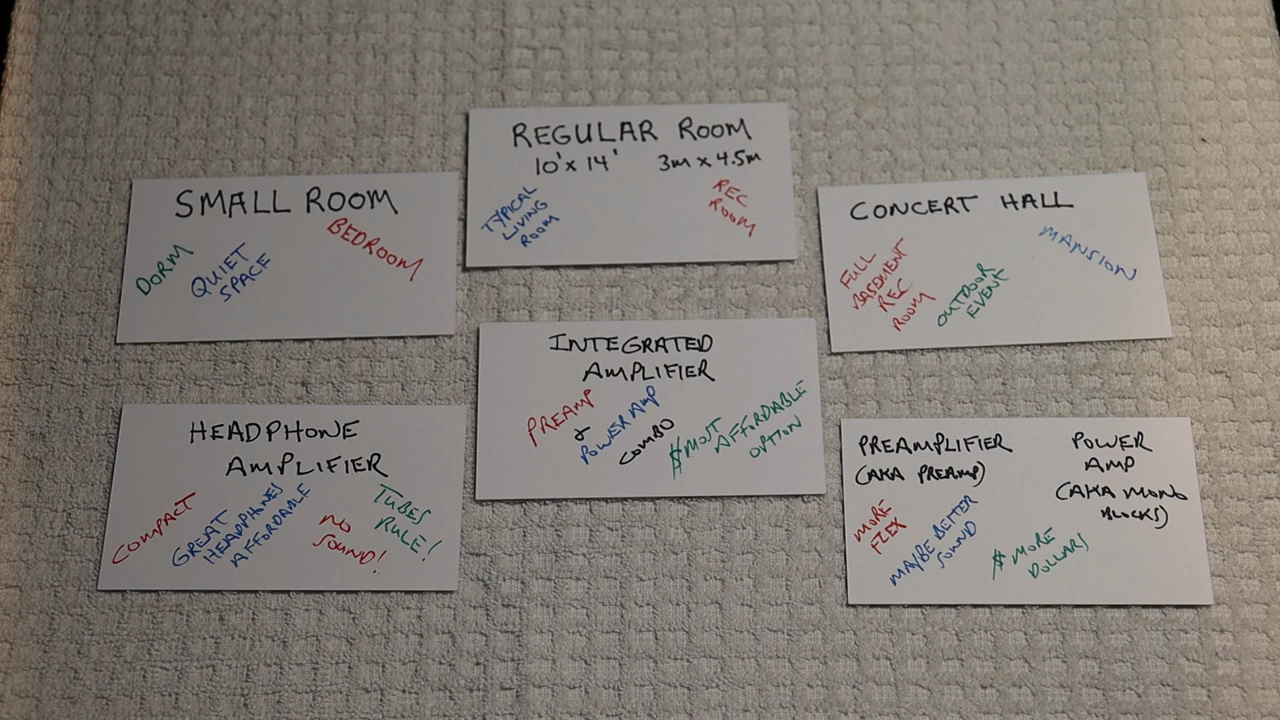 SMALL ROOM
DORM
QUIET
SPACE
BEDROOM
REGULAR ROOM
10'x 14' 3m x 4.5m
TYPICAL
LIVING
ROOM
REC
ROOM
CONCERT HALL
FULL
BASEMENT
REC
ROOM
OUTDOOR
EVENT
MANSION
HEADPHONE
AMPLIFIER
COMPACT
GREAT
HEADPHONES
AFFORDABLE
NO
SOUND!
TUBES
RULE!
INTEGRATED
AMPLIFIER
PREAMP
&
POWER AMP
COMBO
$MOST
AFFORDABLE
OPTION
PREAMPLIFIER
(AKA PREAMP)
MORE
FLEX
MAYBE BETTER
SOUND
$ MORE
DOLLARS
POWER
AMP
(AKA MONO
BLOCKS)